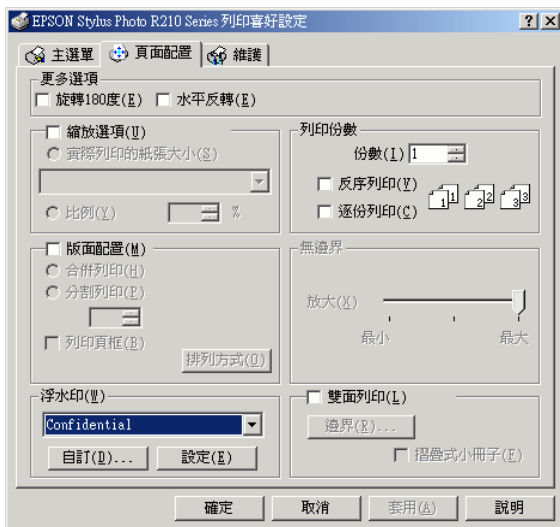 EPSON Stylus Photo R210 Series 列印喜好設定
主選單 頁面配置 維護
更多選項
旋轉180度(E) 水平反轉(E)
縮放選項(U)
實際列印的紙張大小(S)
比例(Y) %
列印份數
份數(I) 1
反序列印(V)
逐份列印(C)
1 1 2 2 3 3
版面配置(M)
合併列印(H)
分割列印(P)
列印頁框(B)
排列方式(O)
無邊界
放大(X)
最小 最大
浮水印(W)
Confidential
自訂(D)... 設定(E)
雙面列印(L)
邊界(R)...
摺疊式小冊子(F)
確定 取消 套用(A) 說明